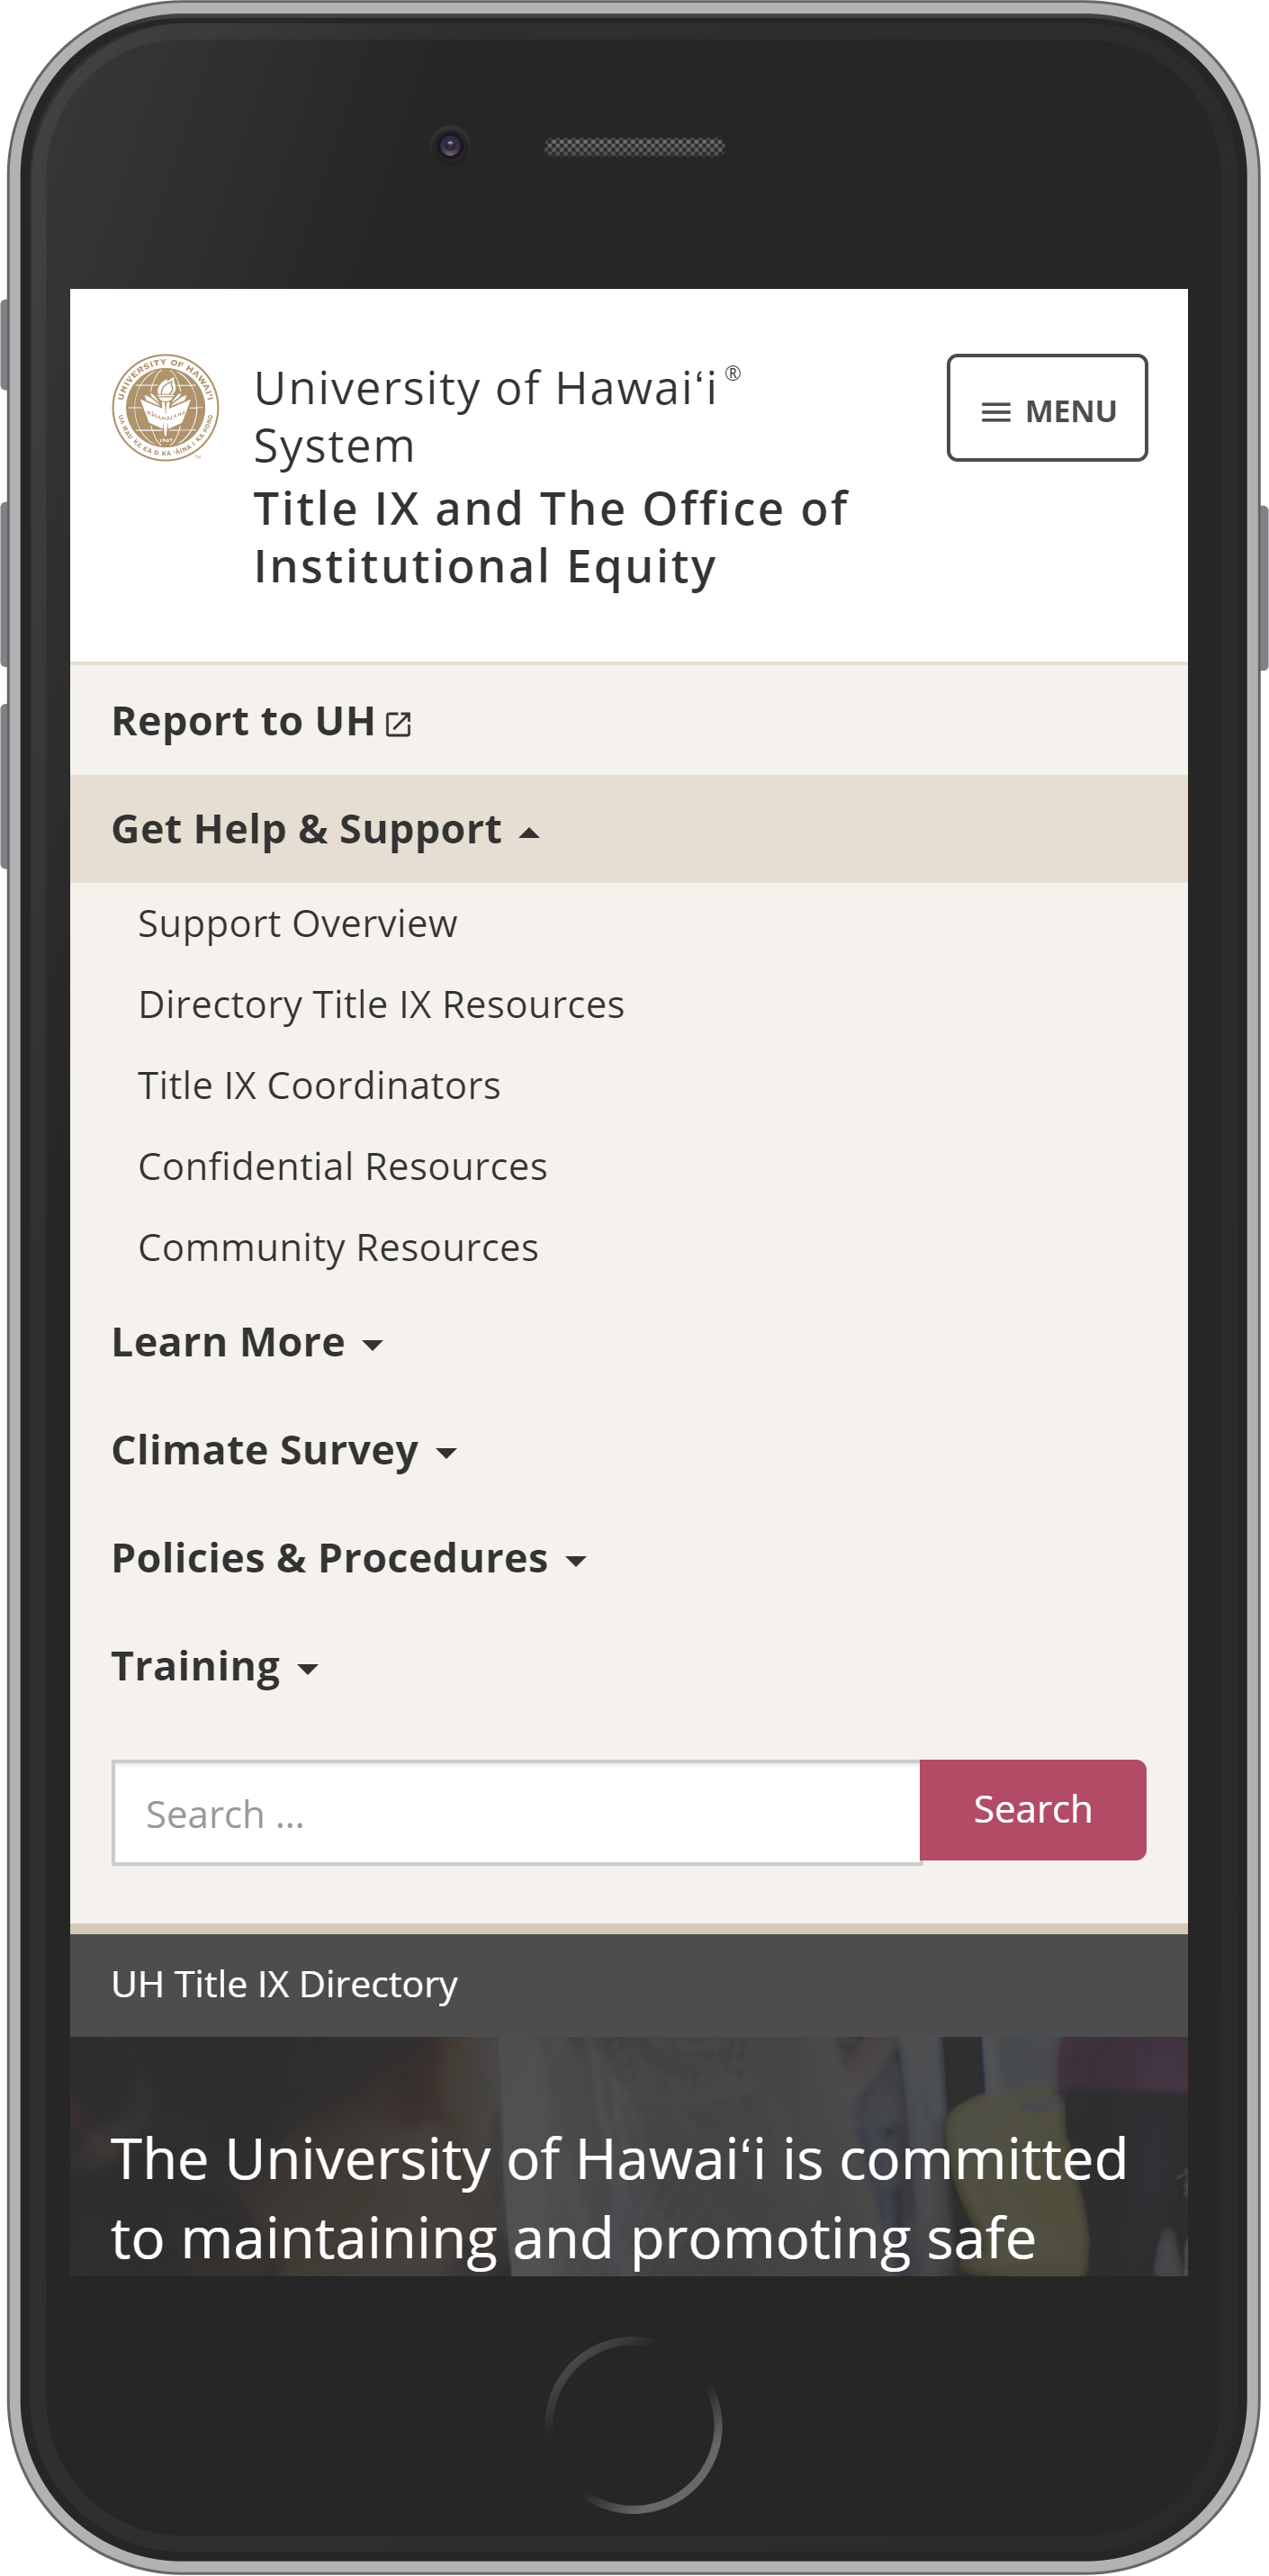 UNIVERSITY OF HAWAIʻI
UA MAU KE EA O KA ʻĀINA I KA PONO
1907
TM
University of Hawaiʻi®
System
Title IX and The Office of
Institutional Equity
MENU
Report to UH
Get Help & Support
Support Overview
Directory Title IX Resources
Title IX Coordinators
Confidential Resources
Community Resources
Learn More
Climate Survey
Policies & Procedures
Training
Search ...
Search
UH Title IX Directory
The University of Hawaiʻi is committed
to maintaining and promoting safe